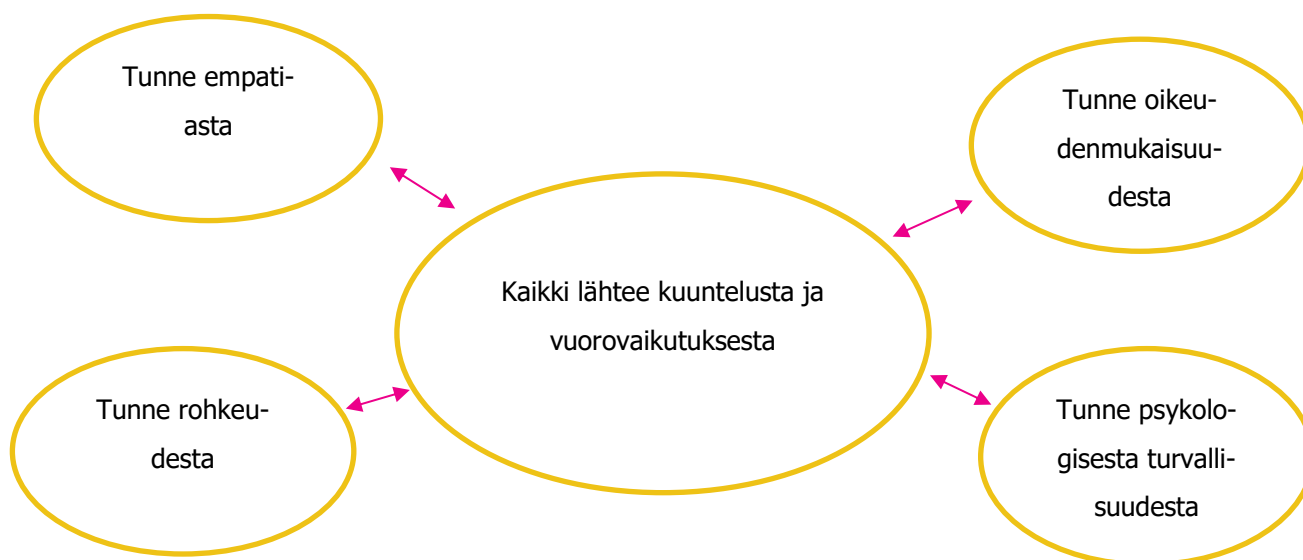 Tunne empati-
asta
Tunne oikeu-
denmukaisuu-
desta
Kaikki lähtee kuuntelusta ja
vuorovaikutuksesta
Tunne rohkeu-
desta
Tunne psykolo-
gisesta turvalli-
suudesta